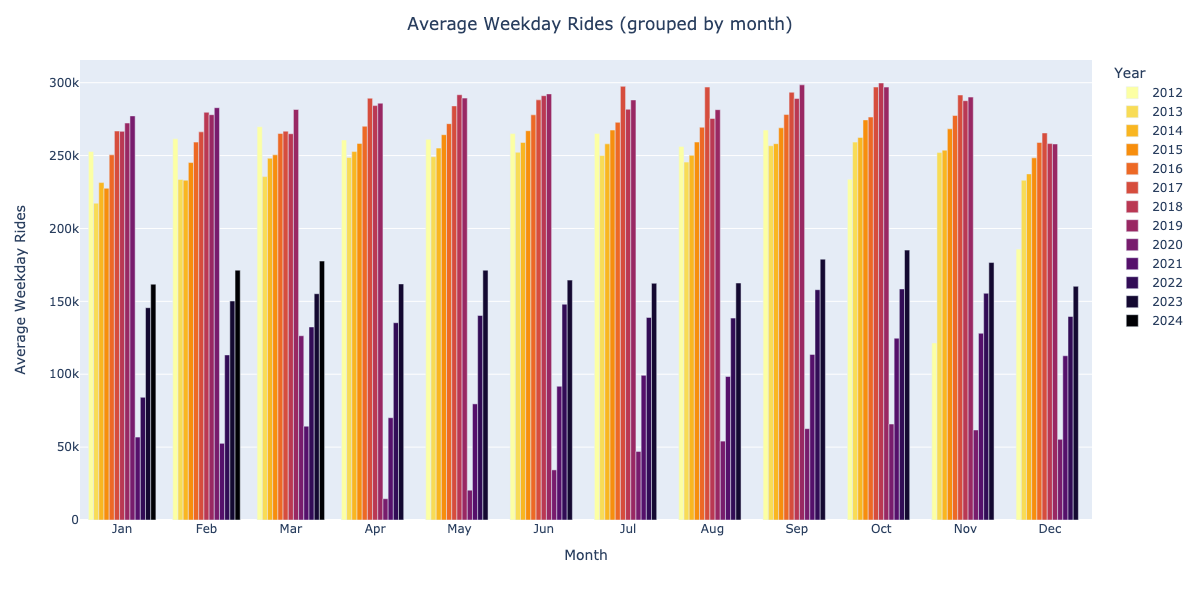 Average Weekday Rides (grouped by month)
Year
2012
2013
2014
2015
2016
2017
2018
2019
2020
2021
2022
2023
2024
Average Weekday Rides
300k
250k
200k
150k
100k
50k
0
Jan Feb Mar Apr May Jun Jul Aug Sep Oct Nov Dec
Month